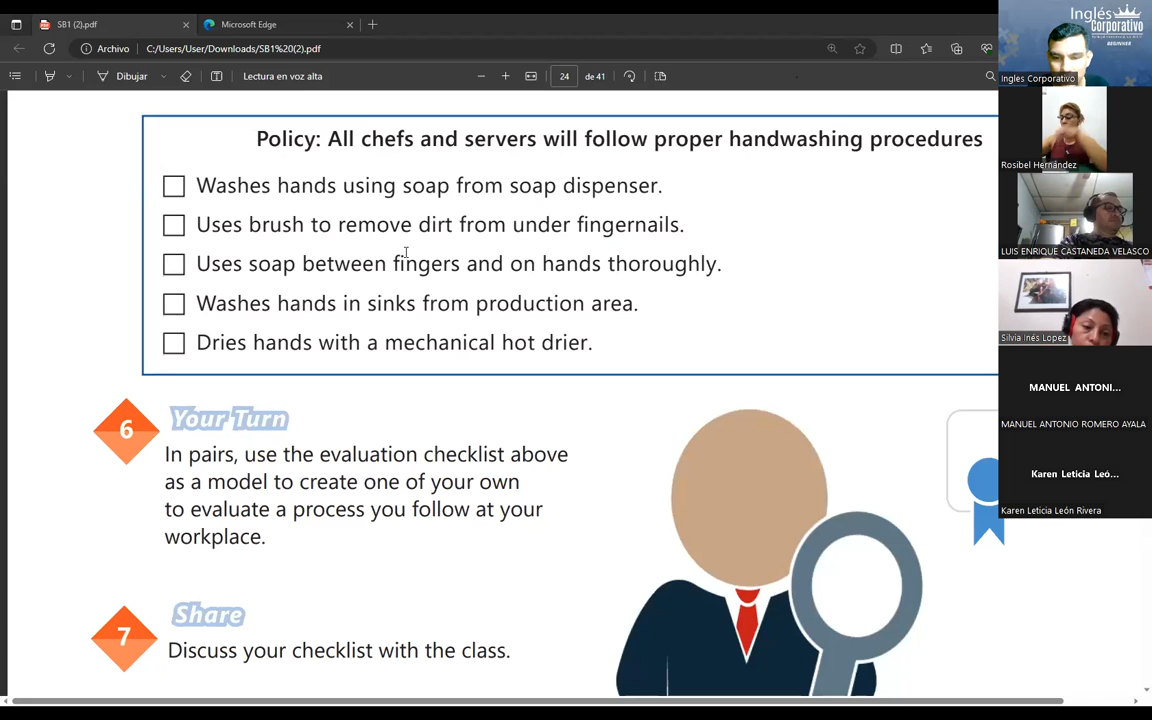 SB1 (2).pdf
Microsoft Edge
Archivo
C:/Users/User/Downloads/SB1%20(2).pdf
Dibujar
Lectura en voz alta
24
de 41
Policy: All chefs and servers will follow proper handwashing procedures
Washes hands using soap from soap dispenser.
Uses brush to remove dirt from under fingernails.
Uses soap between fingers and on hands thoroughly.
Washes hands in sinks from production area.
Dries hands with a mechanical hot drier.
6
Your Turn
In pairs, use the evaluation checklist above
as a model to create one of your own
to evaluate a process you follow at your
workplace.
7
Share
Discuss your checklist with the class.
Inglés
Corporativo
BEGINNER
Ingles Corporativo
Rosibel Hernández
LUIS ENRIQUE CASTANEDA VELASCO
Silvia Inés Lopez
MANUEL ANTONI...
MANUEL ANTONIO ROMERO AYALA
Karen Leticia Leó...
Karen Leticia León Rivera